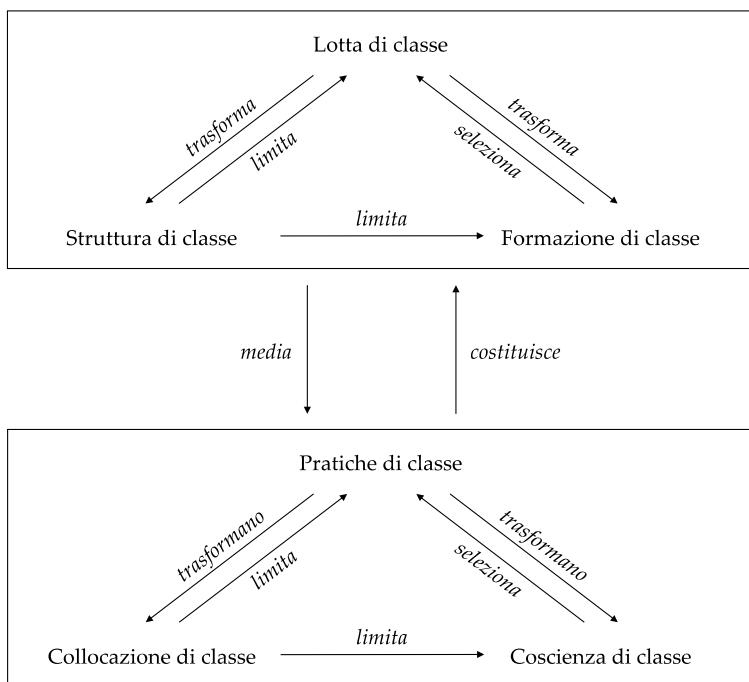 Lotta di classe
trasforma
limita
trasforma
seleziona
Struttura di classe
limita
Formazione di classe
media
costituisce
Pratiche di classe
trasformano
limita
trasformano
seleziona
Collocazione di classe
limita
Coscienza di classe